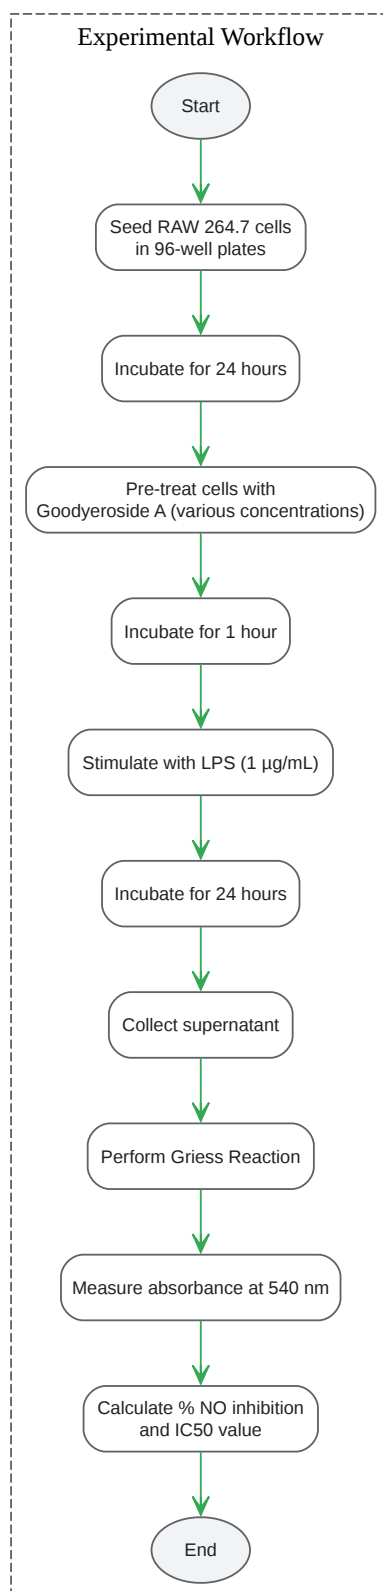 Experimental Workflow
Start
Seed RAW 264.7 cells
in 96-well plates
Incubate for 24 hours
Pre-treat cells with
Goodyeroside A (various concentrations)
Incubate for 1 hour
Stimulate with LPS (1 µg/mL)
Incubate for 24 hours
Collect supernatant
Perform Griess Reaction
Measure absorbance at 540 nm
Calculate % NO inhibition
and IC50 value
End